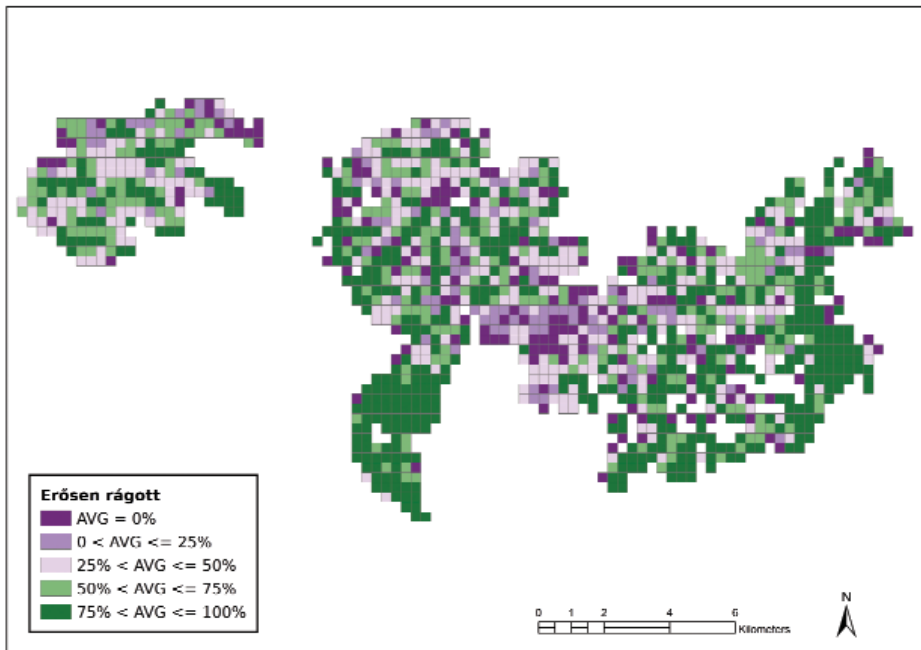 Erősen rágott
AVG = 0%
0 < AVG <= 25%
25% < AVG <= 50%
50% < AVG <= 75%
75% < AVG <= 100%
0 1 2 4 6
Kilometers
N